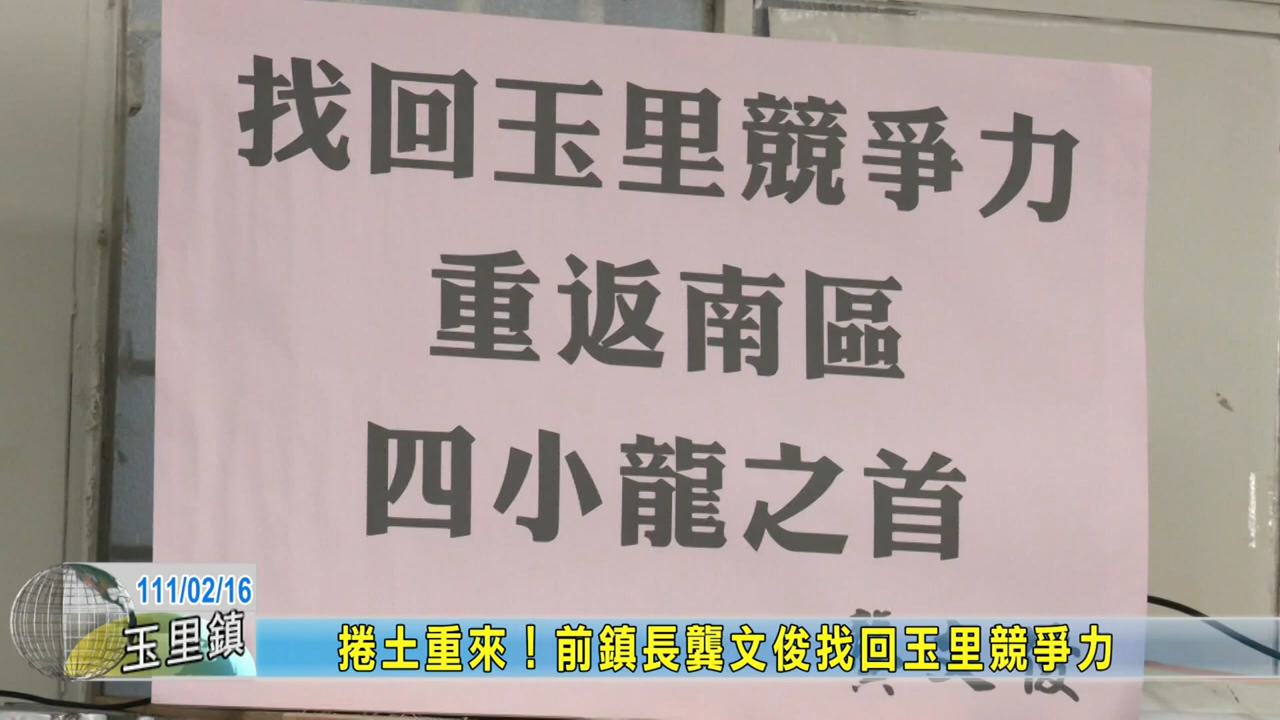 找回玉里競爭力
重返南區
四小龍之首
111/02/16
玉里鎮
捲土重來！前鎮長龔文俊找回玉里競爭力